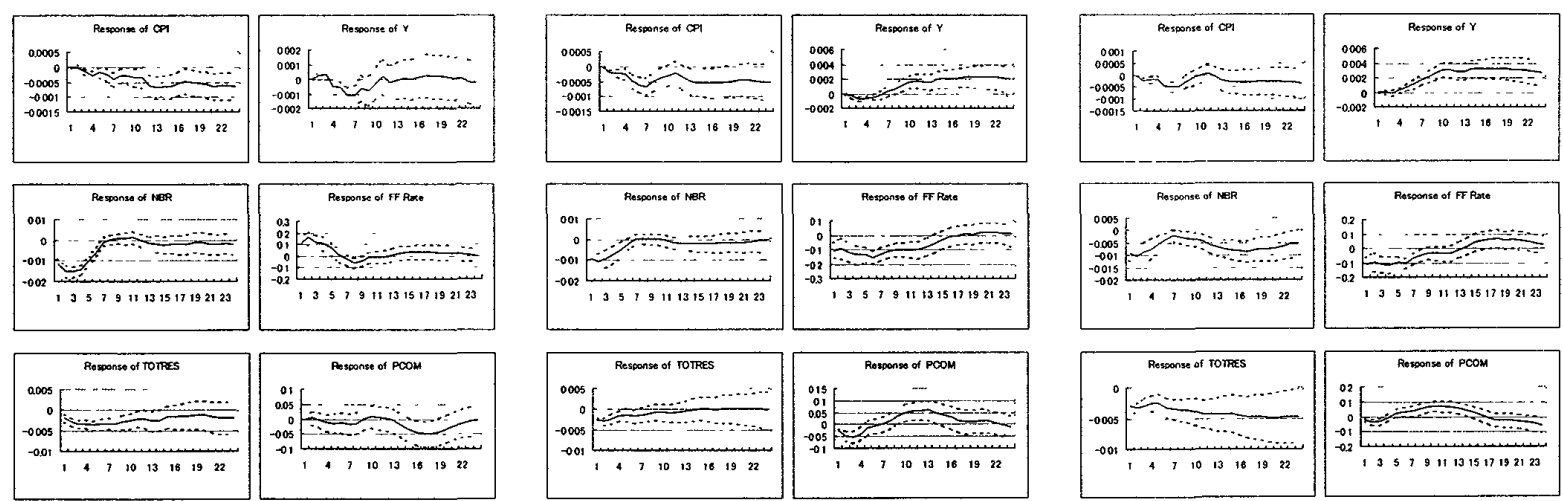 Response of CPI
0.0005
0
-0.0005
-0.001
-0.0015
1 4 7 10 13 16 19 22
Response of Y
0.002
0.001
0
-0.001
-0.002
1 4 7 10 13 16 19 22
Response of CPI
0.0005
0
-0.0005
-0.001
-0.0015
1 4 7 10 13 16 19 22
Response of Y
0.006
0.004
0.002
0
-0.002
1 4 7 10 13 16 19 22
Response of CPI
0.001
0.0005
0
-0.0005
-0.001
-0.0015
1 4 7 10 13 16 19 22
Response of Y
0.006
0.004
0.002
0
-0.002
1 4 7 10 13 16 19 22
Response of NBR
0.01
0
-0.01
-0.02
1 3 5 7 9 11 13 15 17 19 21 23
Response of FF Rate
0.3
0.2
0.1
0
-0.1
-0.2
1 3 5 7 9 11 13 15 17 19 21 23
Response of NBR
0.01
0
-0.01
-0.02
1 3 5 7 9 11 13 15 17 19 21 23
Response of FF Rate
0.1
0
-0.1
-0.2
-0.3
1 3 5 7 9 11 13 15 17 19 21 23
Response of NBR
0.005
0
-0.005
-0.01
-0.015
-0.02
1 4 7 10 13 16 19 22
Response of FF Rate
0.2
0.1
0
-0.1
-0.2
1 3 5 7 9 11 13 15 17 19 21 23
Response of TOTRES
0.005
0
-0.005
-0.01
1 4 7 10 13 16 19 22
Response of PCOM
0.1
0.05
0
-0.05
-0.1
1 4 7 10 13 16 19 22
Response of TOTRES
0.005
0
-0.005
-0.01
1 4 7 10 13 16 19 22
Response of PCOM
0.15
0.1
0.05
0
-0.05
-0.1
1 4 7 10 13 16 19 22
Response of TOTRES
0
-0.005
-0.01
1 4 7 10 13 16 19 22
Response of PCOM
0.2
0.1
0
-0.1
-0.2
1 3 5 7 9 11 13 15 17 19 21 23